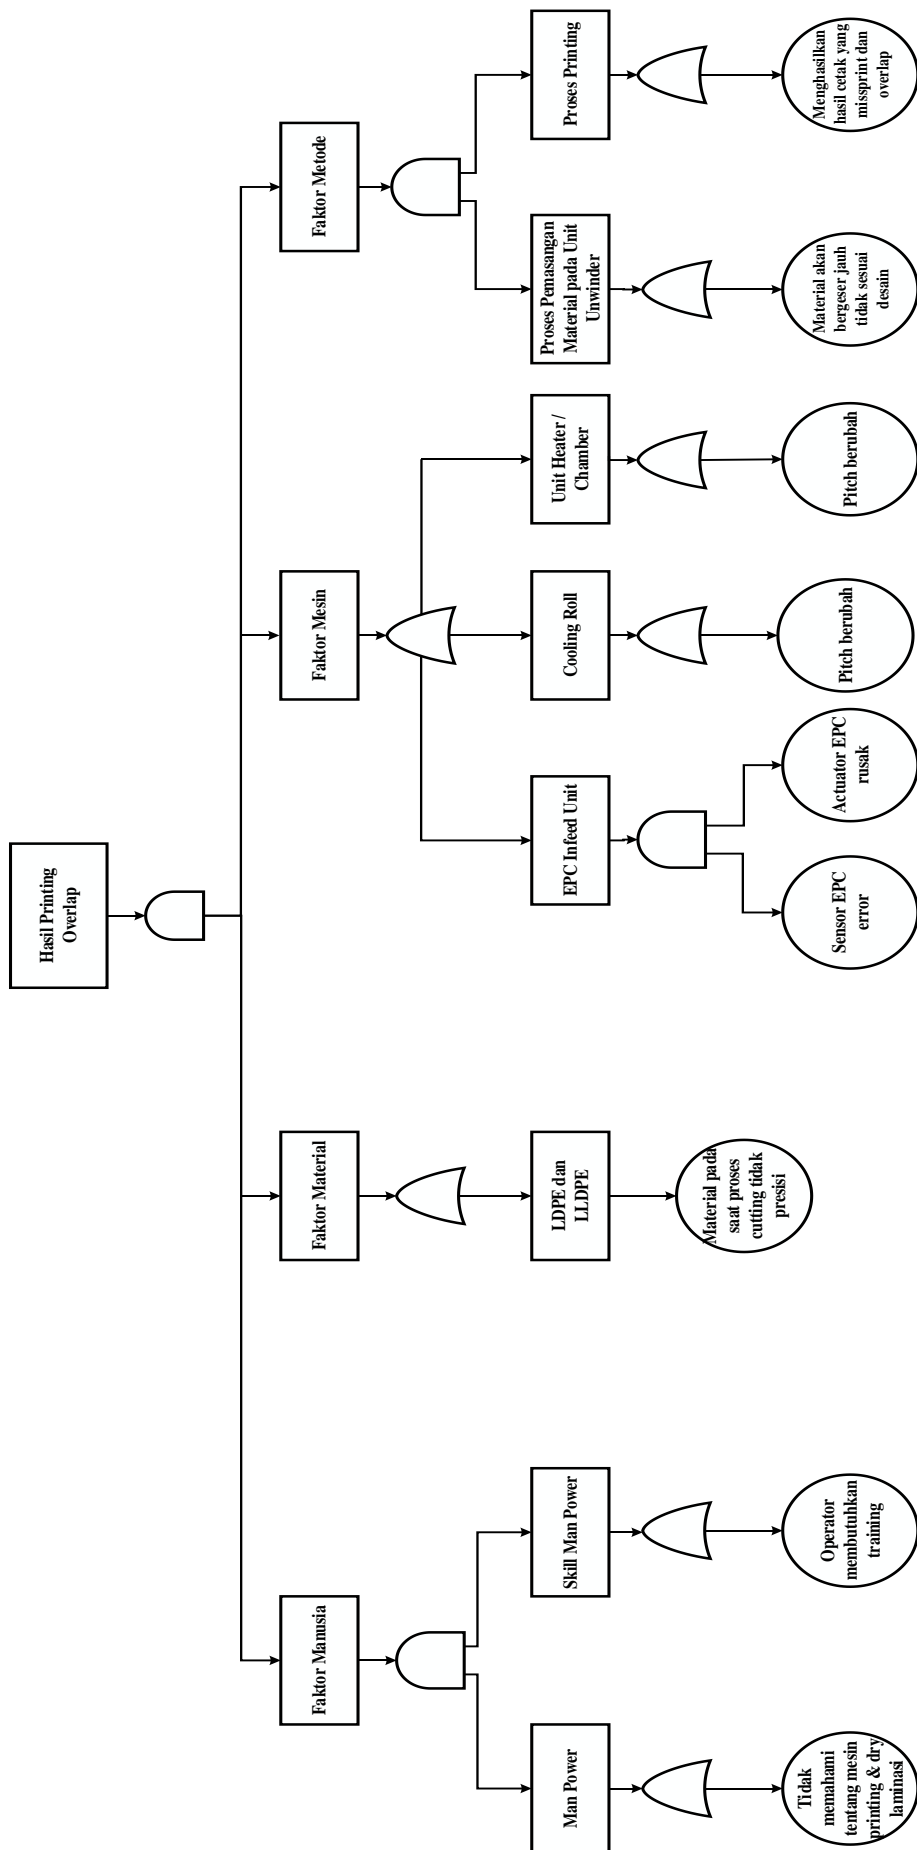 Hasil Printing
Overlap
Faktor Manusia
Faktor Material
Faktor Mesin
Faktor Metode
Man Power
Skill Man Power
LDPE dan
LLDPE
EPC Infeed Unit
Cooling Roll
Unit Heater /
Chamber
Proses Pemasangan
Material pada Unit
Unwinder
Proses Printing
Tidak
memahami
tentang mesin
printing & dry
laminasi
Operator
membutuhkan
training
Material pada
saat proses
cutting tidak
presisi
Sensor EPC
error
Actuator EPC
rusak
Pitch berubah
Pitch berubah
Material akan
bergeser jauh
tidak sesuai
desain
Menghasilkan
hasil cetak yang
missprint dan
overlap